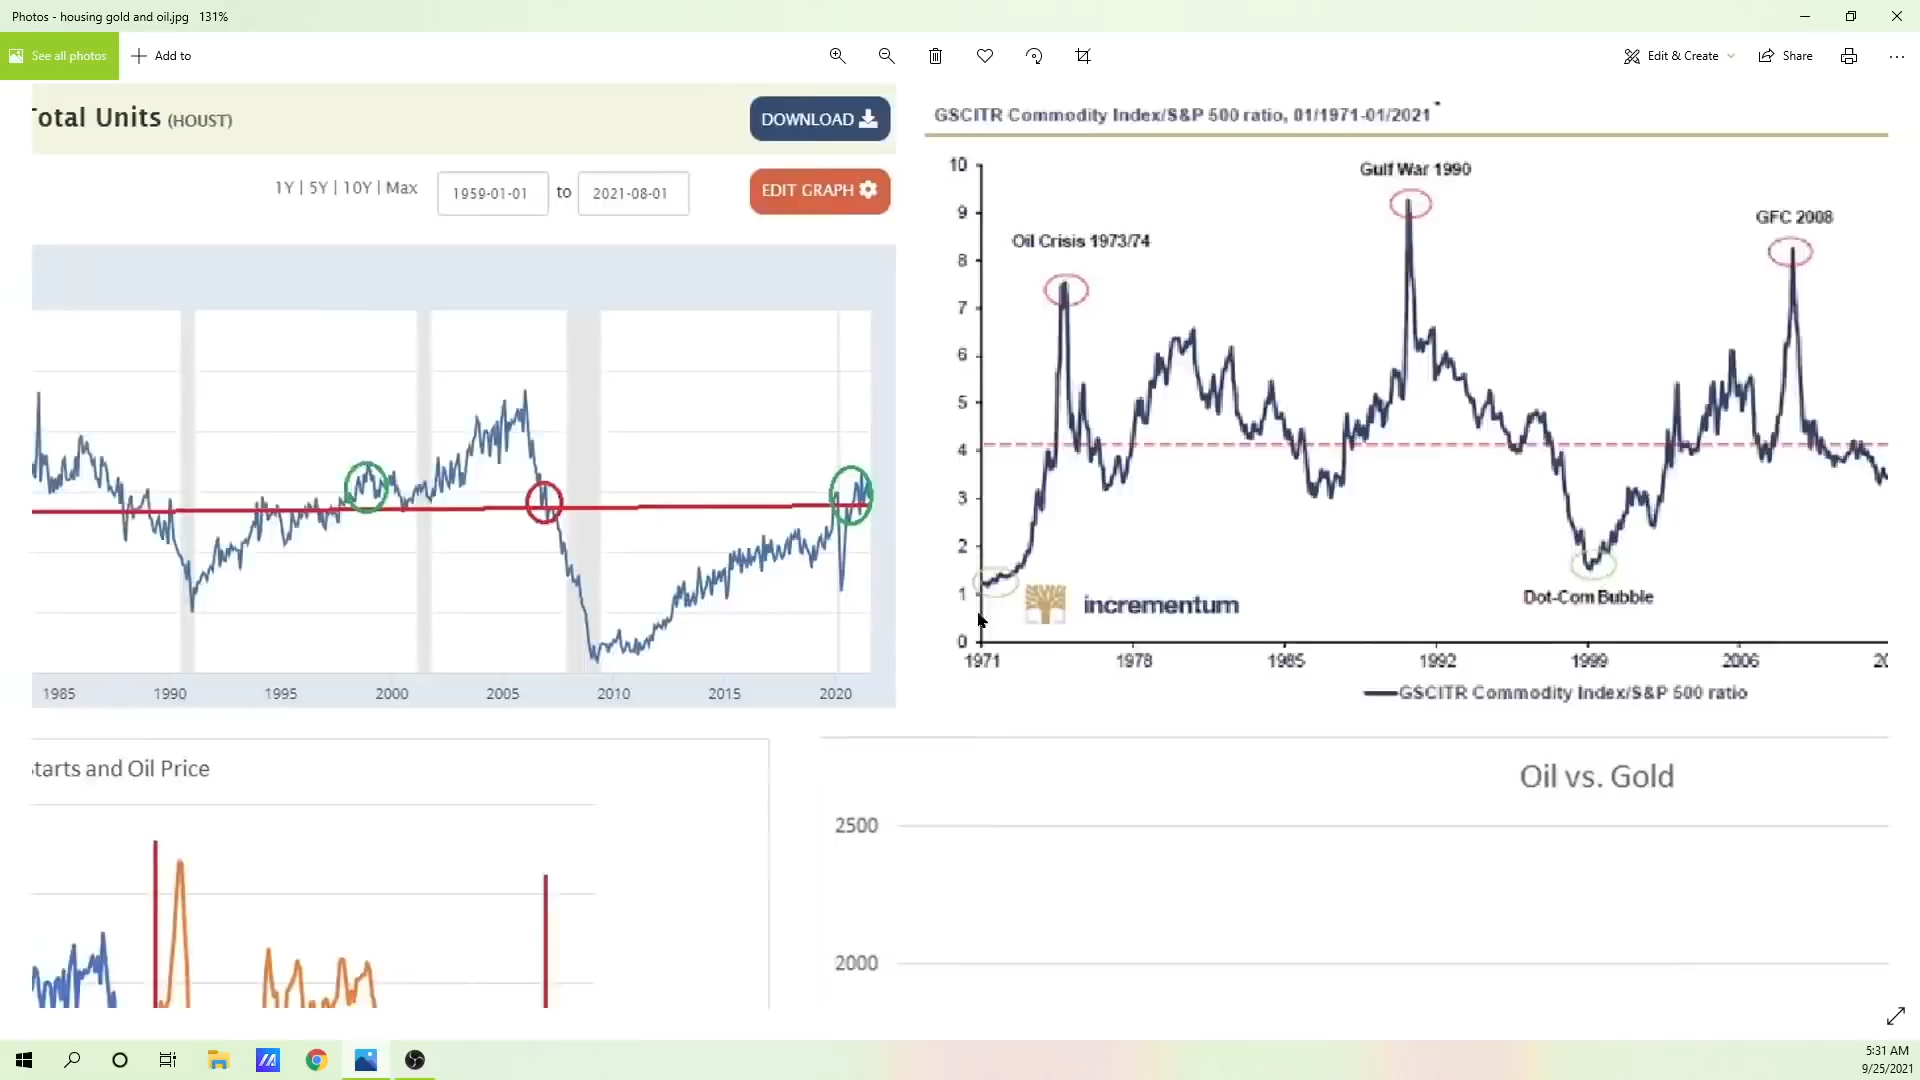 Photos - housing gold and oil.jpg 131%
See all photos
Add to
Edit & Create
Share
Total Units (HOUST)
DOWNLOAD
1Y | 5Y | 10Y | Max
1959-01-01 to 2021-08-01
EDIT GRAPH
1985 1990 1995 2000 2005 2010 2015 2020
GSCITR Commodity Index/S&P 500 ratio, 01/1971-01/2021
10
9
8
7
6
5
4
3
2
1
0
Gulf War 1990
GFC 2008
Oil Crisis 1973/74
Dot-Com Bubble
incrementum
1971 1978 1985 1992 1999 2006 20
GSCITR Commodity Index/S&P 500 ratio
Starts and Oil Price
Oil vs. Gold
2500
2000
5:31 AM
9/25/2021